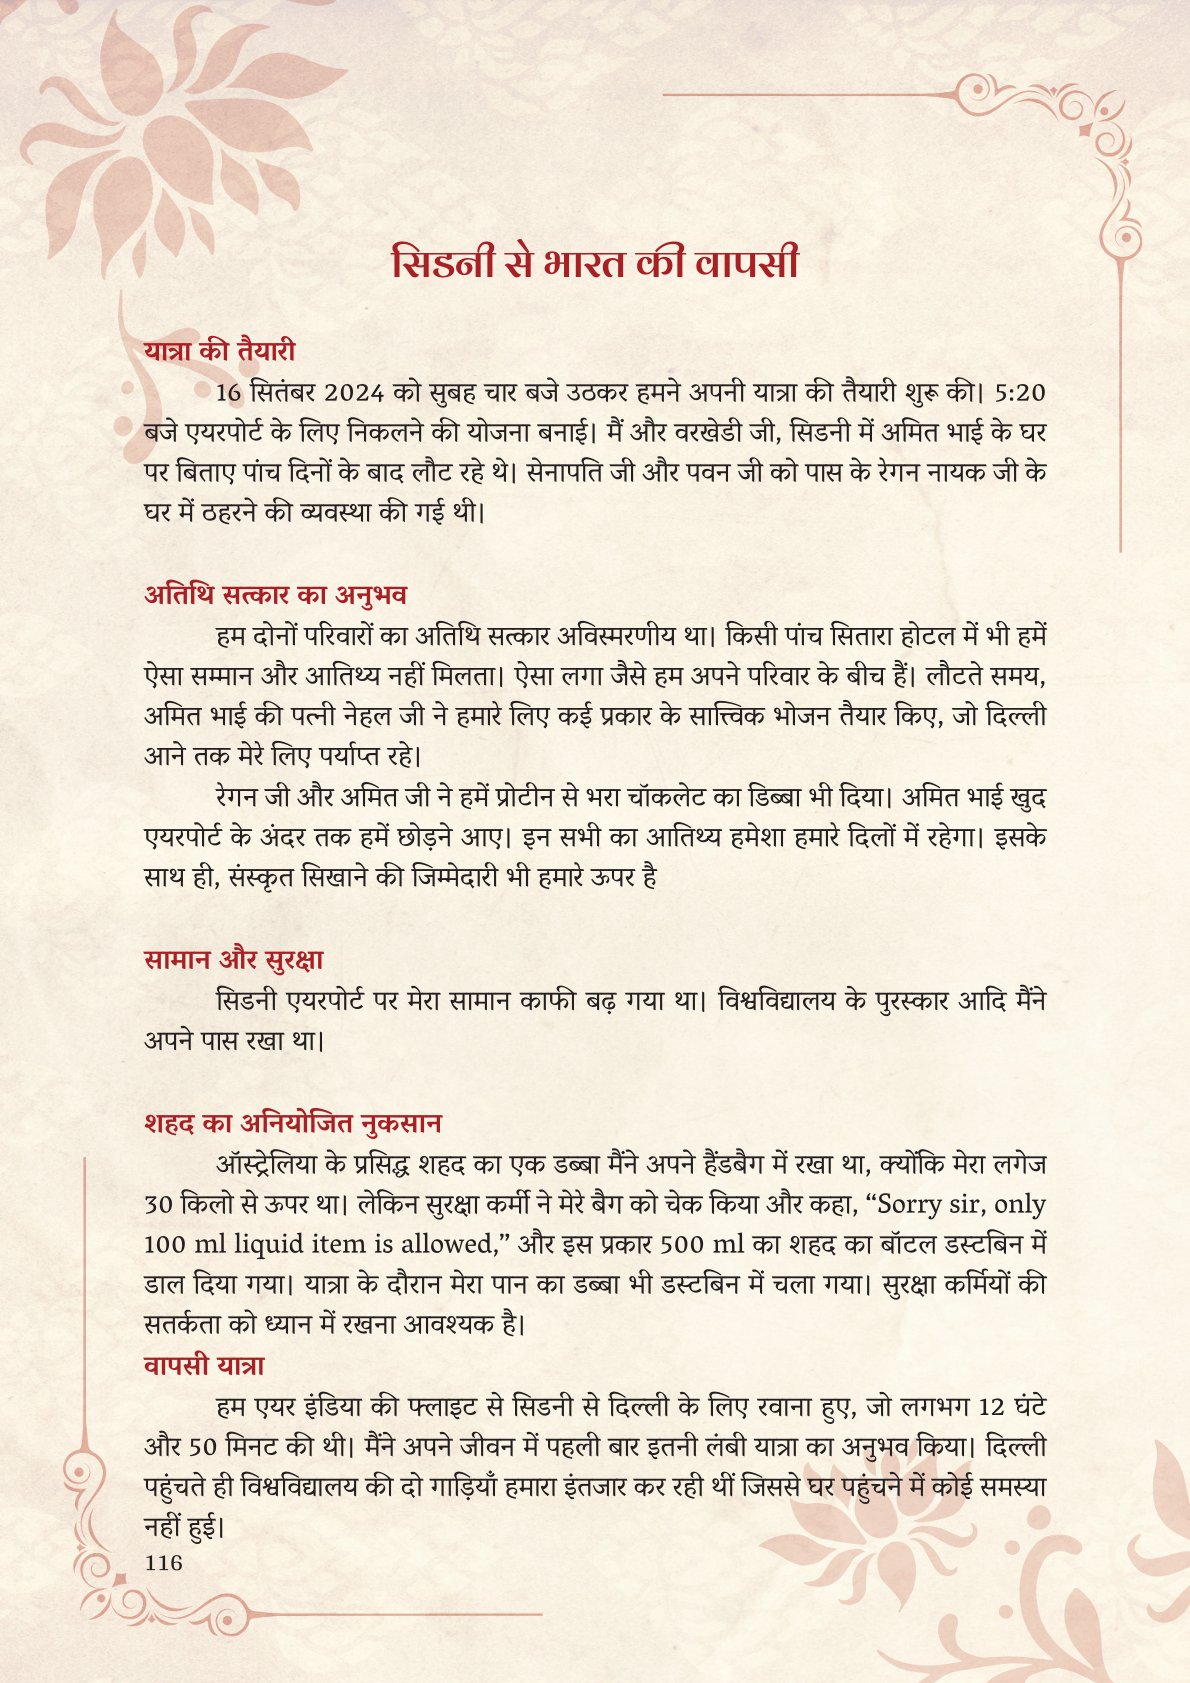 सिडनी से भारत की वापसी
यात्रा की तैयारी
16 सितंबर 2024 को सुबह चार बजे उठकर हमने अपनी यात्रा की तैयारी शुरू की। 5:20
बजे एयरपोर्ट के लिए निकलने की योजना बनाई। मैं और वरखेडी जी, सिडनी में अमित भाई के घर
पर बिताए पांच दिनों के बाद लौट रहे थे। सेनापति जी और पवन जी को पास के रेगन नायक जी के
घर में ठहरने की व्यवस्था की गई थी।
अतिथि सत्कार का अनुभव
हम दोनों परिवारों का अतिथि सत्कार अविस्मरणीय था। किसी पांच सितारा होटल में भी हमें
ऐसा सम्मान और आतिथ्य नहीं मिलता। ऐसा लगा जैसे हम अपने परिवार के बीच हैं। लौटते समय,
अमित भाई की पत्नी नेहल जी ने हमारे लिए कई प्रकार के सात्त्विक भोजन तैयार किए, जो दिल्ली
आने तक मेरे लिए पर्याप्त रहे।
रेगन जी और अमित जी ने हमें प्रोटीन से भरा चॉकलेट का डिब्बा भी दिया। अमित भाई खुद
एयरपोर्ट के अंदर तक हमें छोड़ने आए। इन सभी का आतिथ्य हमेशा हमारे दिलों में रहेगा। इसके
साथ ही, संस्कृत सिखाने की जिम्मेदारी भी हमारे ऊपर है
सामान और सुरक्षा
सिडनी एयरपोर्ट पर मेरा सामान काफी बढ़ गया था। विश्वविद्यालय के पुरस्कार आदि मैंने
अपने पास रखा था।
शहद का अनियोजित नुकसान
ऑस्ट्रेलिया के प्रसिद्ध शहद का एक डब्बा मैंने अपने हैंडबैग में रखा था, क्योंकि मेरा लगेज
30 किलो से ऊपर था। लेकिन सुरक्षा कर्मी ने मेरे बैग को चेक किया और कहा, “Sorry sir, only
100 ml liquid item is allowed,” और इस प्रकार 500 ml का शहद का बॉटल डस्टबिन में
डाल दिया गया। यात्रा के दौरान मेरा पान का डब्बा भी डस्टबिन में चला गया। सुरक्षा कर्मियों की
सतर्कता को ध्यान में रखना आवश्यक है।
वापसी यात्रा
हम एयर इंडिया की फ्लाइट से सिडनी से दिल्ली के लिए रवाना हुए, जो लगभग 12 घंटे
और 50 मिनट की थी। मैंने अपने जीवन में पहली बार इतनी लंबी यात्रा का अनुभव किया। दिल्ली
पहुंचते ही विश्वविद्यालय की दो गाड़ियाँ हमारा इंतजार कर रही थीं जिससे घर पहुंचने में कोई समस्या
नहीं हुई।
116